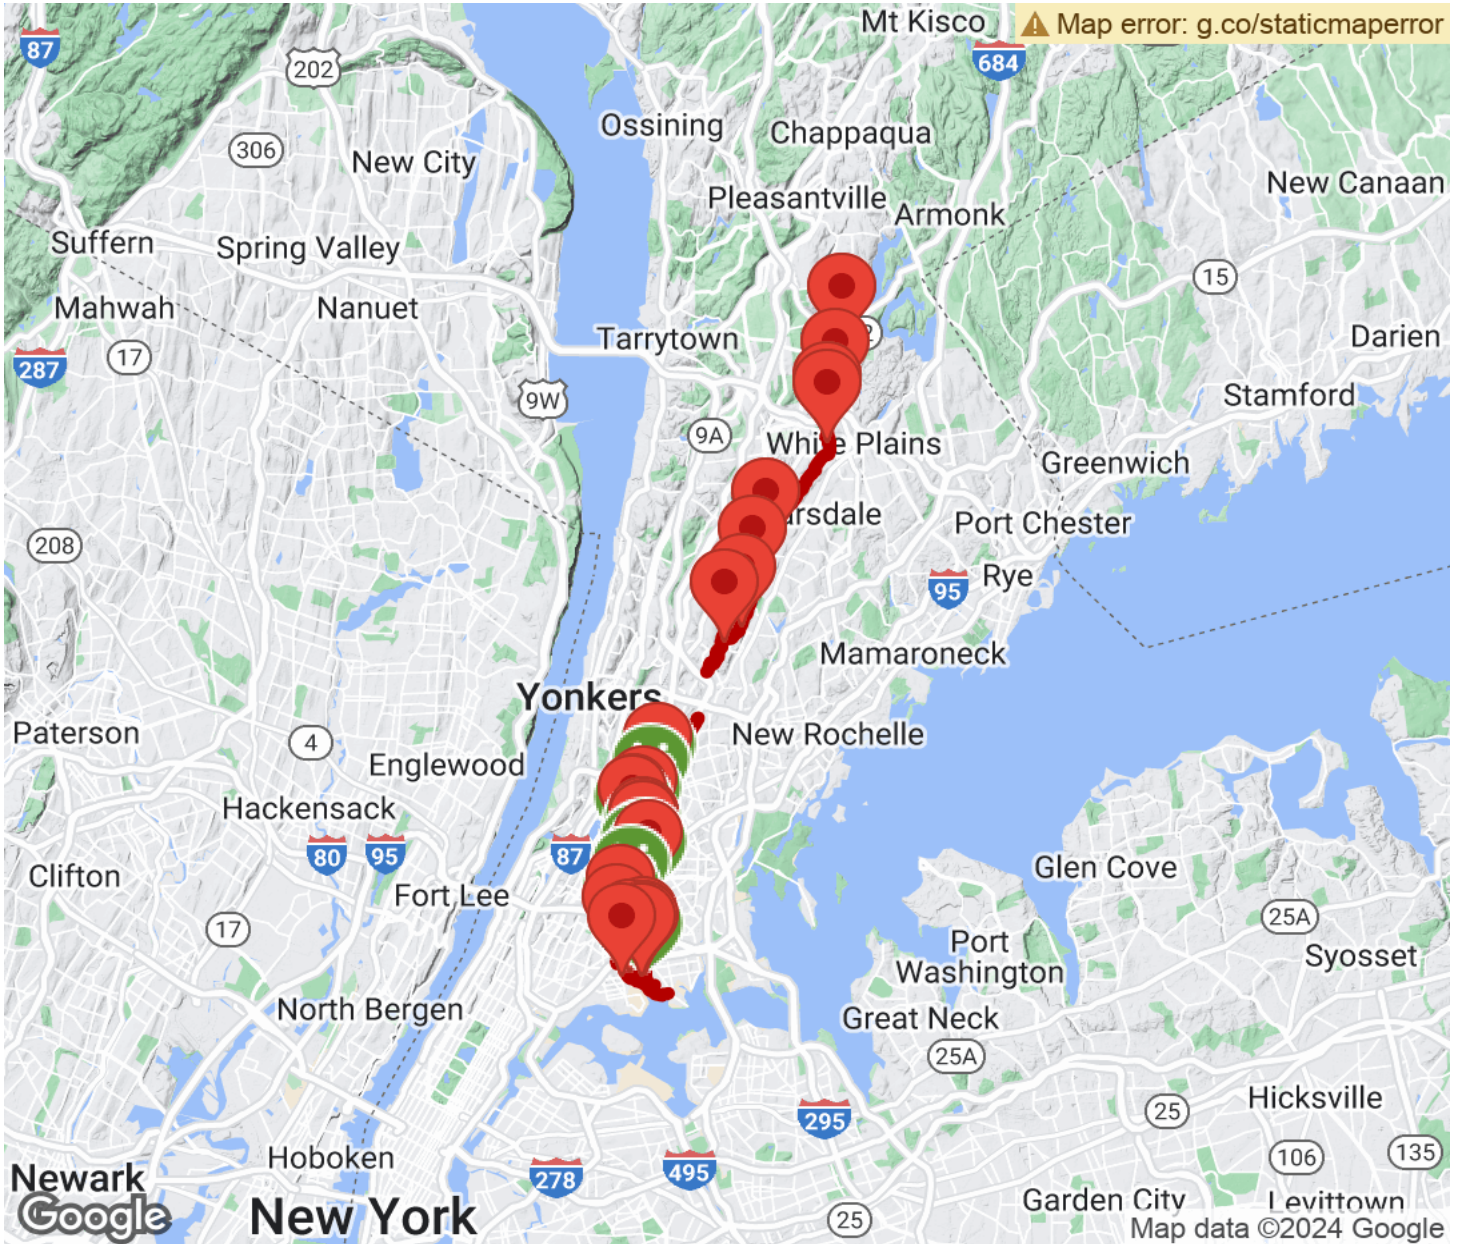 Mt Kisco
Map error: g.co/staticmaperror
87
202
684
Ossining
Chappaqua
306
New City
Pleasantville
New Canaan
Armonk
Suffern
Spring Valley
15
Mahwah
Nanuet
17
Tarrytown
Darien
287
9W
Stamford
9A
White Plains
Greenwich
arsdale
Port Chester
208
95
Rye
Mamaroneck
Yonkers
Paterson
4
New Rochelle
Englewood
Hackensack
80
95
87
Clifton
Glen Cove
Fort Lee
17
25A
Port
Washington
Syosset
North Bergen
Great Neck
25A
Hicksville
295
25
Hoboken
278
495
106
135
Newark
Google
New York
25
Garden City
Levittown
Map data ©2024 Google